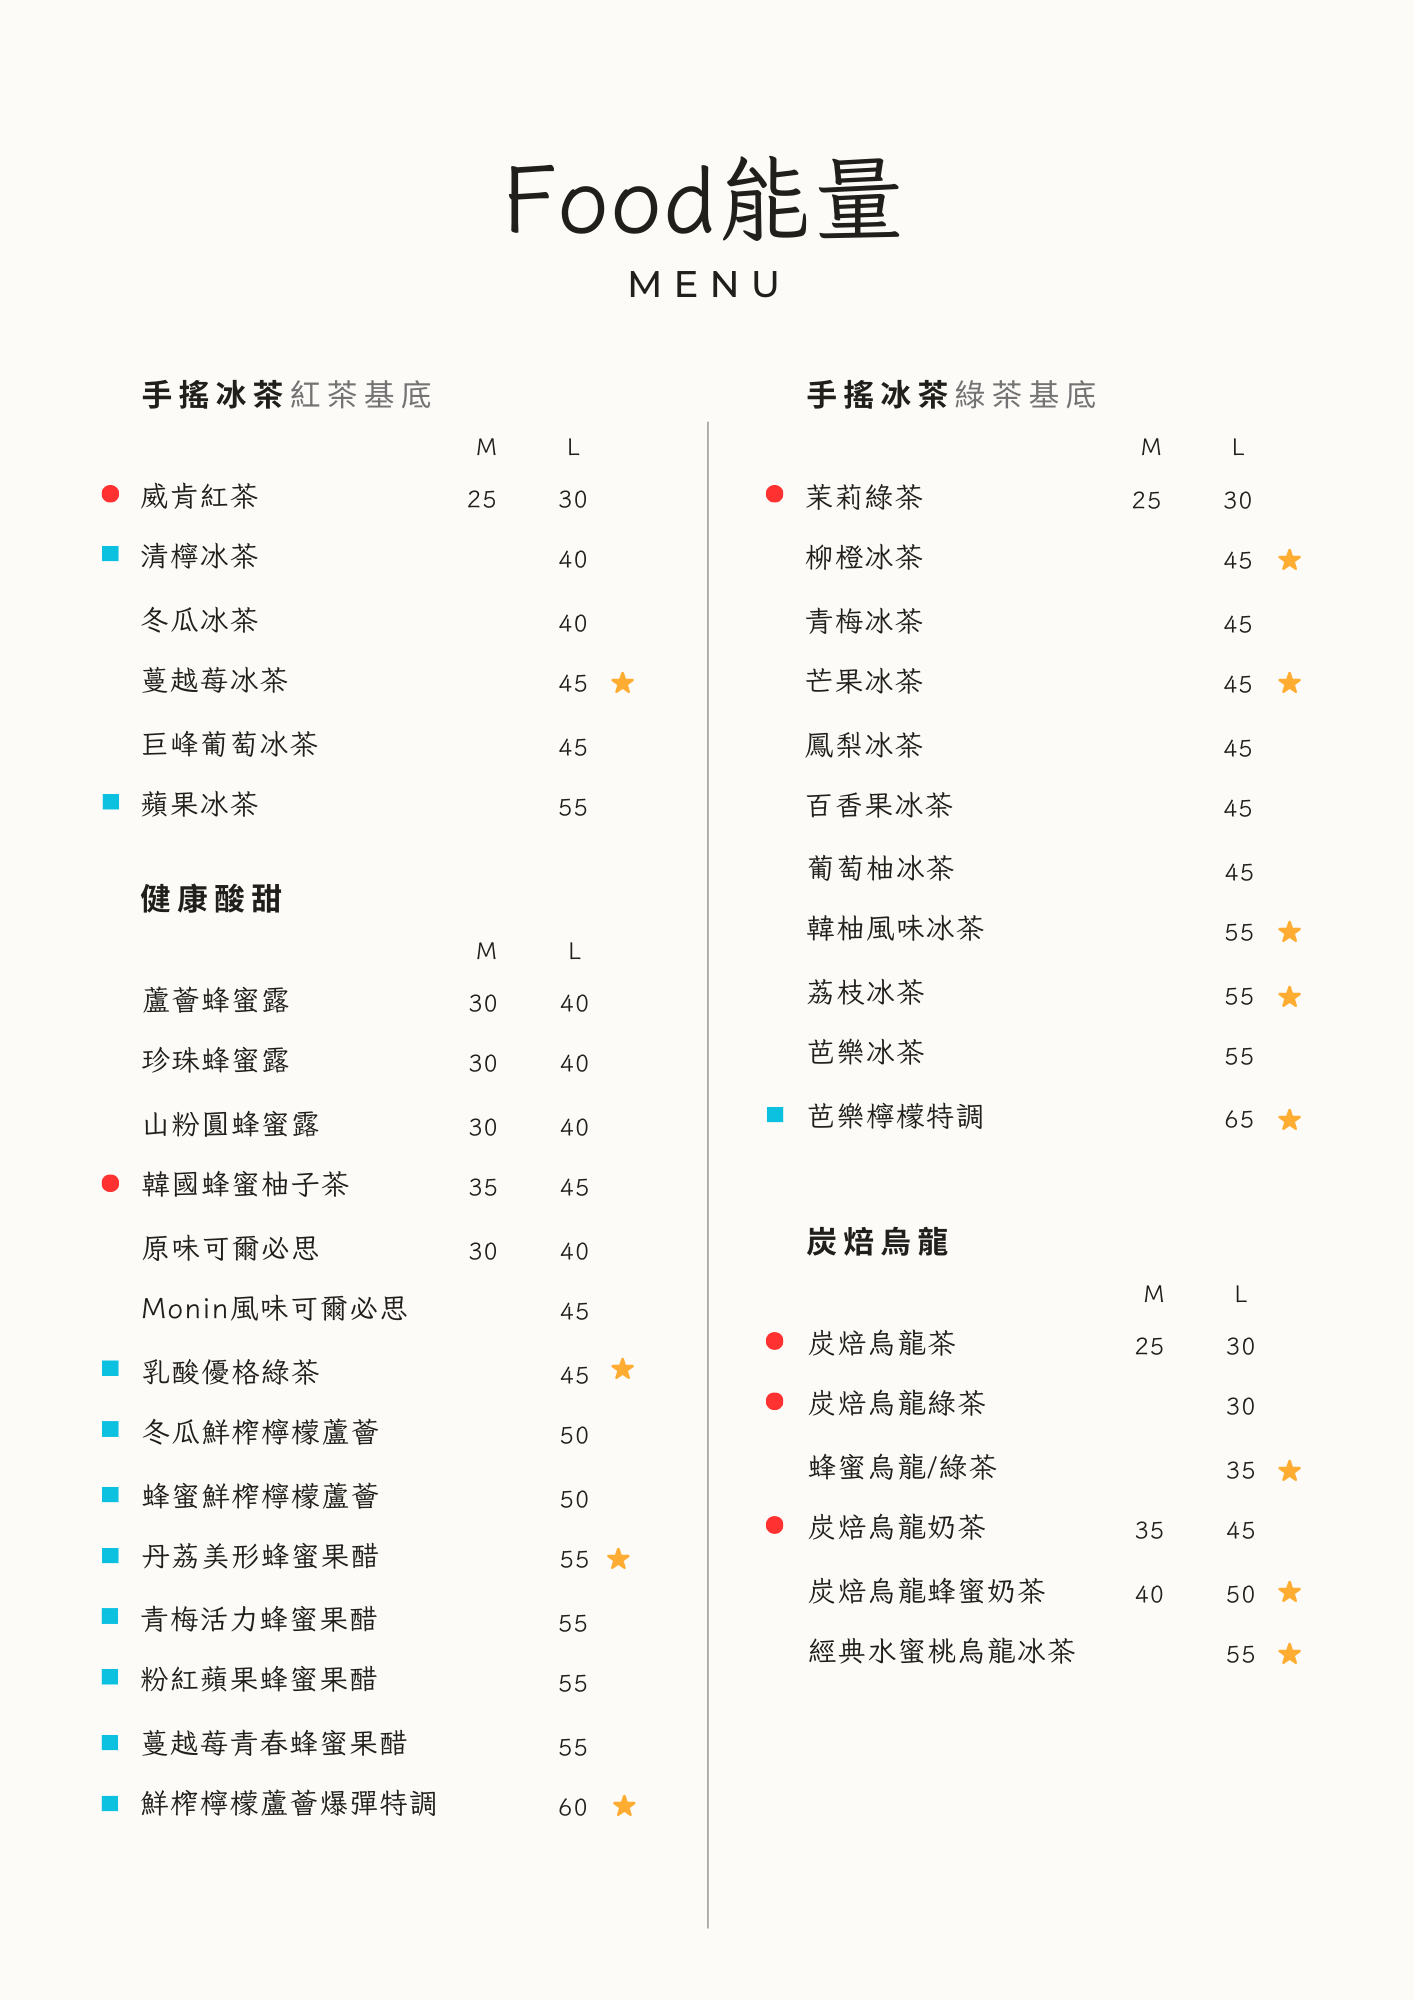 Food能量
MENU
手搖冰茶紅茶基底
M L
威肯紅茶 25 30
清檸冰茶 40
冬瓜冰茶 40
蔓越莓冰茶 45
巨峰葡萄冰茶 45
蘋果冰茶 55
健康酸甜
M L
蘆薈蜂蜜露 30 40
珍珠蜂蜜露 30 40
山粉圓蜂蜜露 30 40
韓國蜂蜜柚子茶 35 45
原味可爾必思 30 40
Monin風味可爾必思 45
乳酸優格綠茶 45
冬瓜鮮榨檸檬蘆薈 50
蜂蜜鮮榨檸檬蘆薈 50
丹荔美形蜂蜜果醋 55
青梅活力蜂蜜果醋 55
粉紅蘋果蜂蜜果醋 55
蔓越莓青春蜂蜜果醋 55
鮮榨檸檬蘆薈爆彈特調 60
手搖冰茶綠茶基底
M L
茉莉綠茶 25 30
柳橙冰茶 45
青梅冰茶 45
芒果冰茶 45
鳳梨冰茶 45
百香果冰茶 45
葡萄柚冰茶 45
韓柚風味冰茶 55
荔枝冰茶 55
芭樂冰茶 55
芭樂檸檬特調 65
炭焙烏龍
M L
炭焙烏龍茶 25 30
炭焙烏龍綠茶 30
蜂蜜烏龍/綠茶 35
炭焙烏龍奶茶 35 45
炭焙烏龍蜂蜜奶茶 40 50
經典水蜜桃烏龍冰茶 55